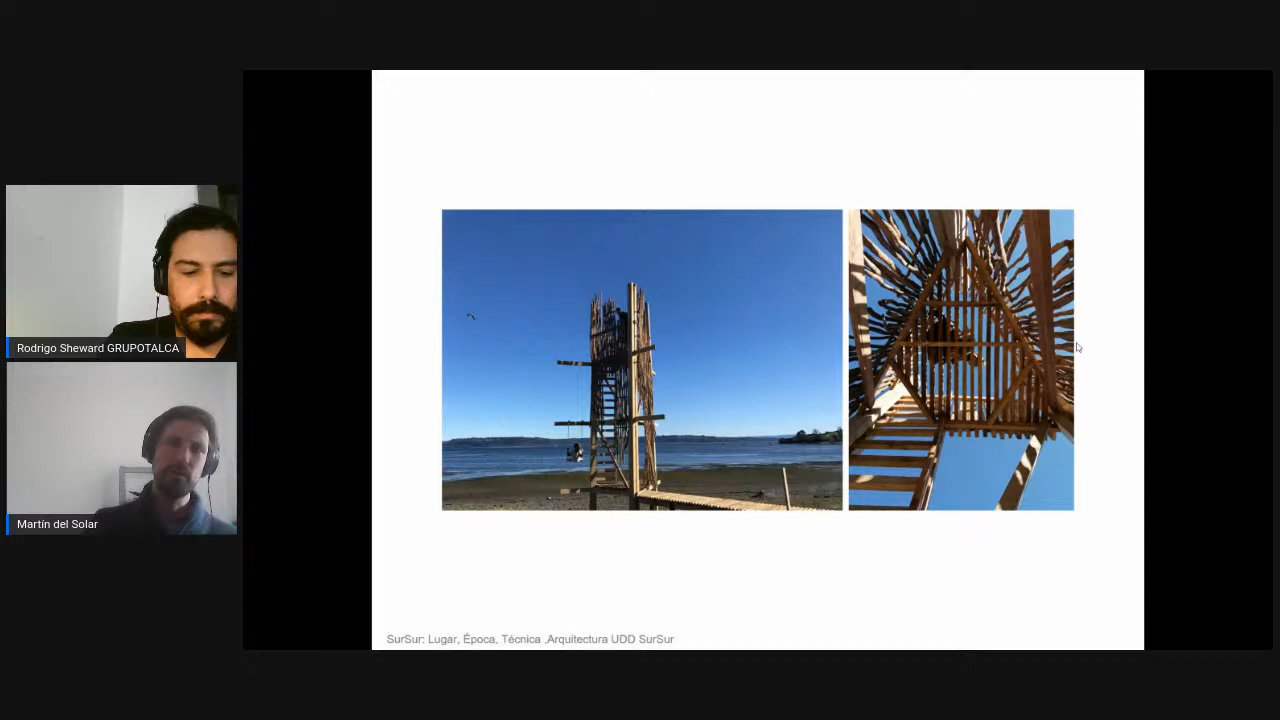 Rodrigo Sheward GRUPOTALCA
Martín del Solar
SurSur: Lugar, Época, Técnica ,Arquitectura UDD SurSur